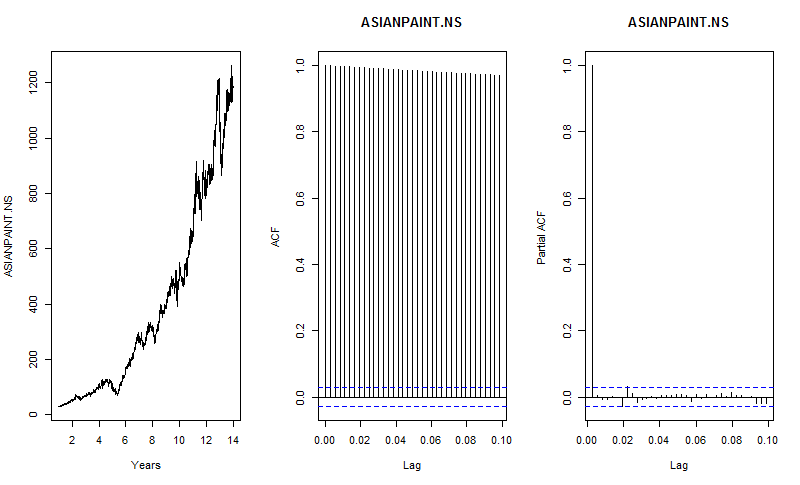 ASIANPAINT.NS
ASIANPAINT.NS
ASIANPAINT.NS
0 200 400 600 800 1000 1200
2 4 6 8 10 12 14
Years
ACF
0.0 0.2 0.4 0.6 0.8 1.0
0.00 0.02 0.04 0.06 0.08 0.10
Lag
Partial ACF
0.0 0.2 0.4 0.6 0.8 1.0
0.00 0.02 0.04 0.06 0.08 0.10
Lag